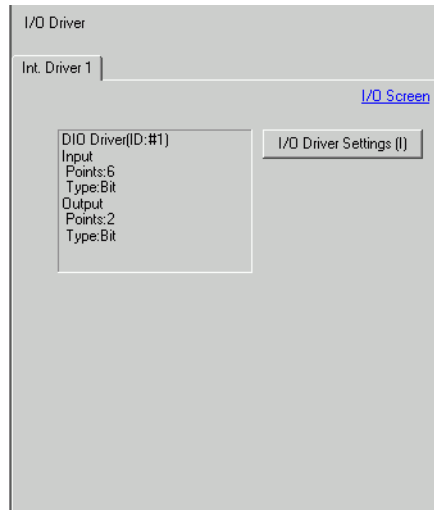 I/O Driver
Int. Driver 1
I/O Screen
DIO Driver(ID:#1)
Input
Points:6
Type:Bit
Output
Points:2
Type:Bit
I/O Driver Settings (I)